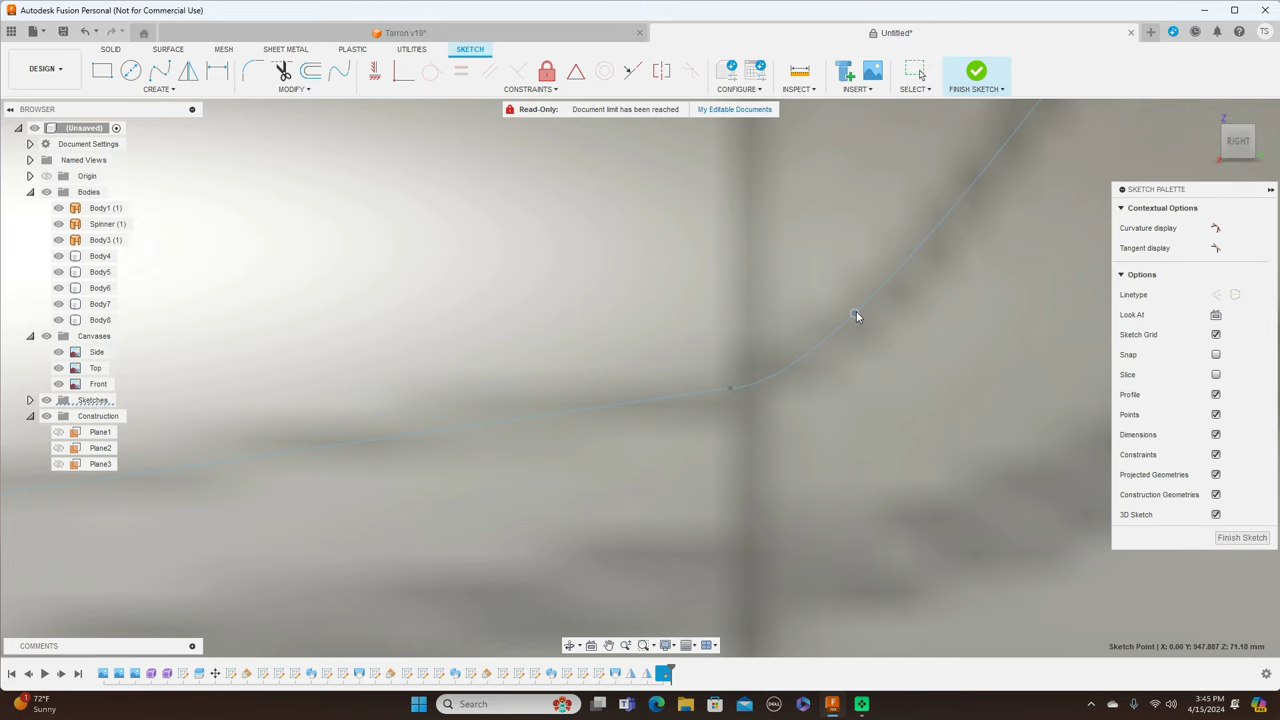 Autodesk Fusion Personal (Not for Commercial Use)
Tarron v19*
Untitled*
TS
DESIGN
SOLID
SURFACE
MESH
SHEET METAL
PLASTIC
UTILITIES
SKETCH
CREATE
MODIFY
CONSTRAINTS
CONFIGURE
INSPECT
INSERT
SELECT
FINISH SKETCH
BROWSER
Read-Only: Document limit has been reached My Editable Documents
(Unsaved)
Document Settings
Named Views
Origin
Bodies
Body1 (1)
Spinner (1)
Body3 (1)
Body4
Body5
Body6
Body7
Body8
Canvases
Side
Top
Front
Sketches
Construction
Plane1
Plane2
Plane3
Z
RIGHT
SKETCH PALETTE
Contextual Options
Curvature display
Tangent display
Options
Linetype
Look At
Sketch Grid
Snap
Slice
Profile
Points
Dimensions
Constraints
Projected Geometries
Construction Geometries
3D Sketch
Finish Sketch
COMMENTS
Sketch Point | X: 0.00 Y: 947.887 Z: 71.18 mm
72°F
Sunny
Search
3:45 PM
4/15/2024